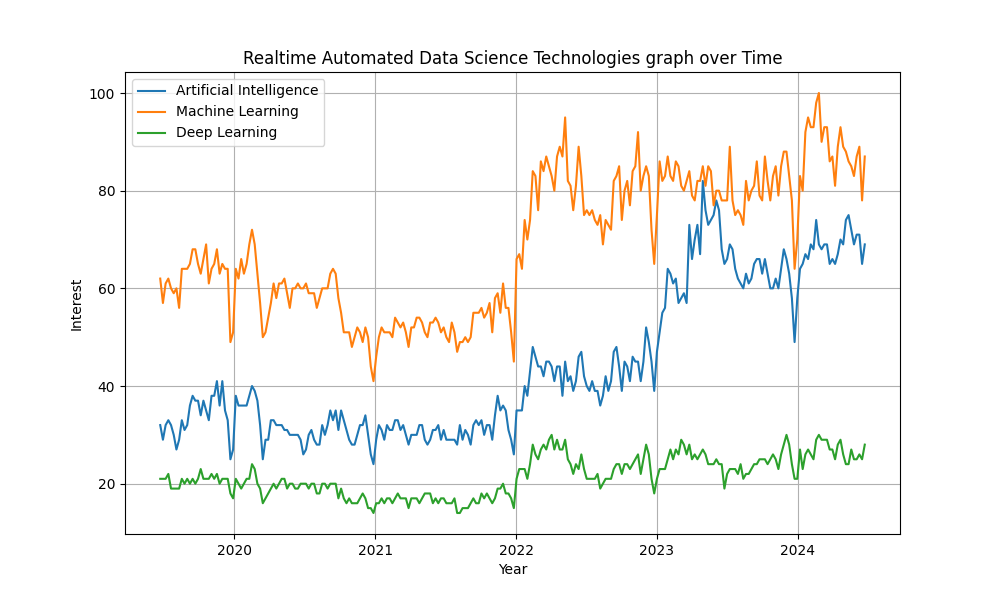 Realtime Automated Data Science Technologies graph over Time
Artificial Intelligence
Machine Learning
Deep Learning
100
80
60
40
20
Interest
2020 2021 2022 2023 2024
Year